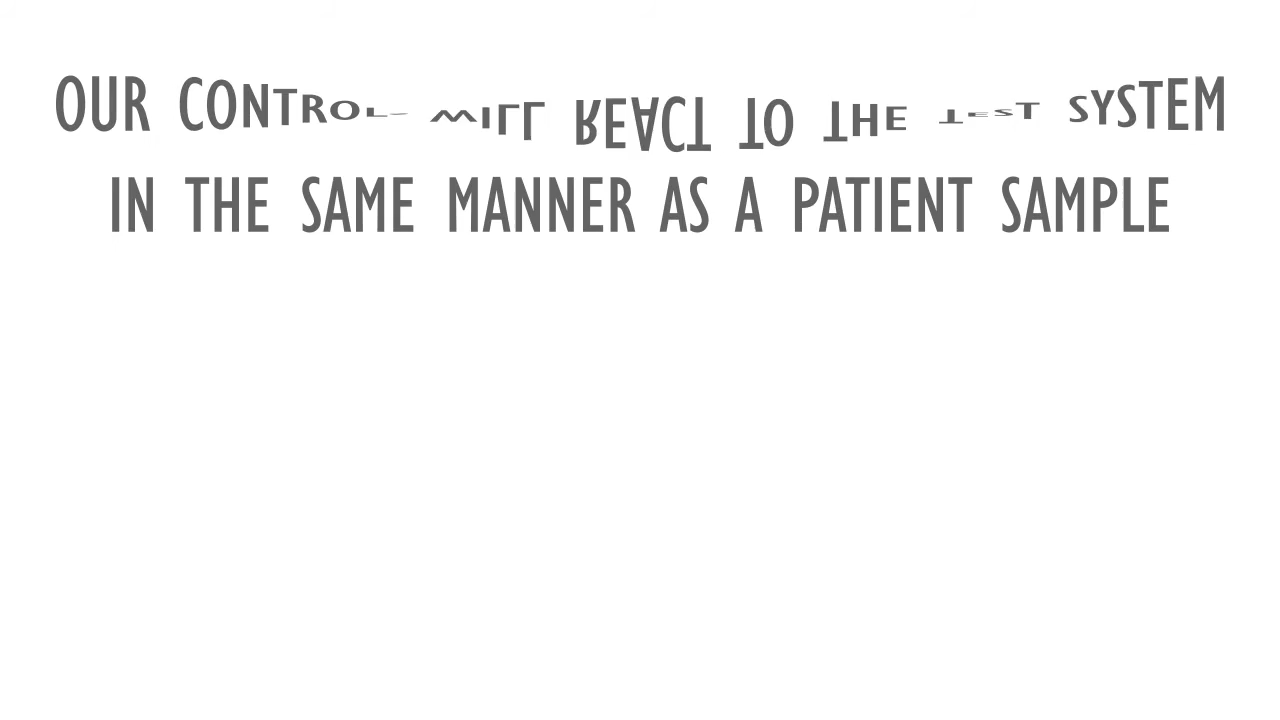 OUR CONTROL WILL REACT TO THE TEST SYSTEM
IN THE SAME MANNER AS A PATIENT SAMPLE